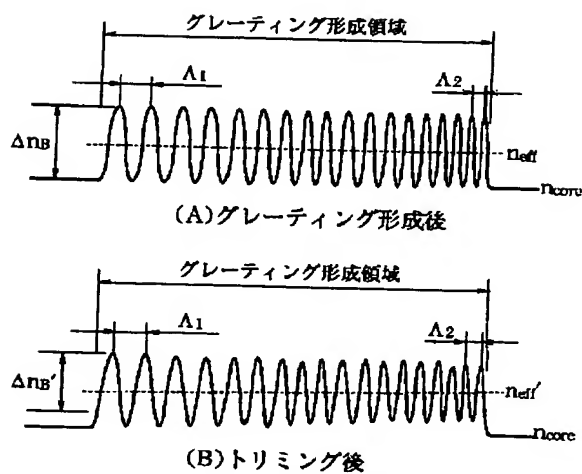 グレーティング形成領域
Λ1
Λ2
ΔnB
neff
ncore
(A)グレーティング形成後
グレーティング形成領域
Λ1
Λ2
ΔnB'
neff'
ncore
(B)トリミング後